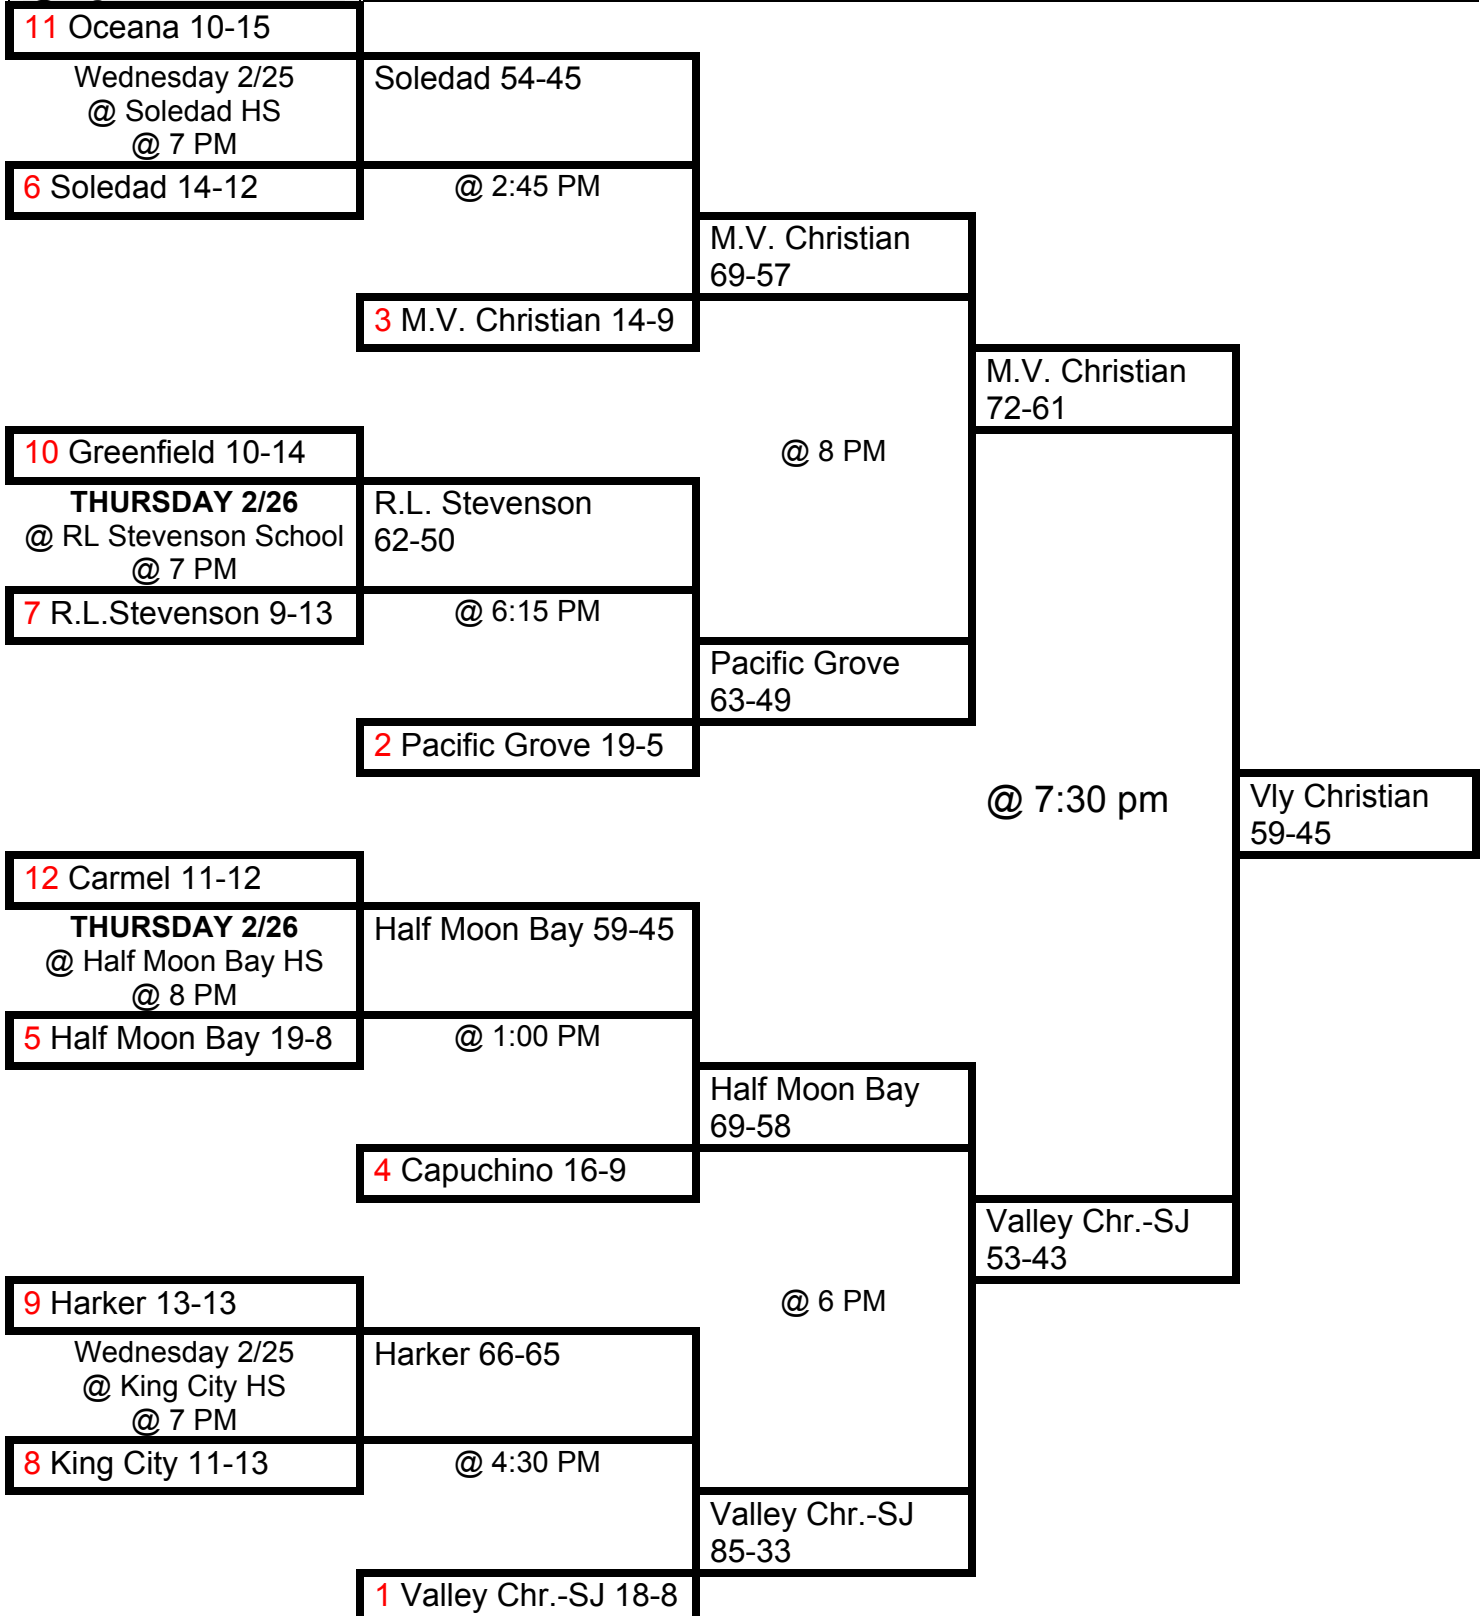 11 Oceana 10-15
Wednesday 2/25
@ Soledad HS
@ 7 PM
6 Soledad 14-12
Soledad 54-45
@ 2:45 PM
3 M.V. Christian 14-9
M.V. Christian
69-57
10 Greenfield 10-14
THURSDAY 2/26
@ RL Stevenson School
@ 7 PM
7 R.L.Stevenson 9-13
R.L. Stevenson
62-50
@ 6:15 PM
2 Pacific Grove 19-5
Pacific Grove
63-49
@ 8 PM
M.V. Christian
72-61
12 Carmel 11-12
THURSDAY 2/26
@ Half Moon Bay HS
@ 8 PM
5 Half Moon Bay 19-8
Half Moon Bay 59-45
@ 1:00 PM
4 Capuchino 16-9
Half Moon Bay
69-58
9 Harker 13-13
Wednesday 2/25
@ King City HS
@ 7 PM
8 King City 11-13
Harker 66-65
@ 4:30 PM
1 Valley Chr.-SJ 18-8
Valley Chr.-SJ
85-33
@ 6 PM
Valley Chr.-SJ
53-43
@ 7:30 pm
Vly Christian
59-45